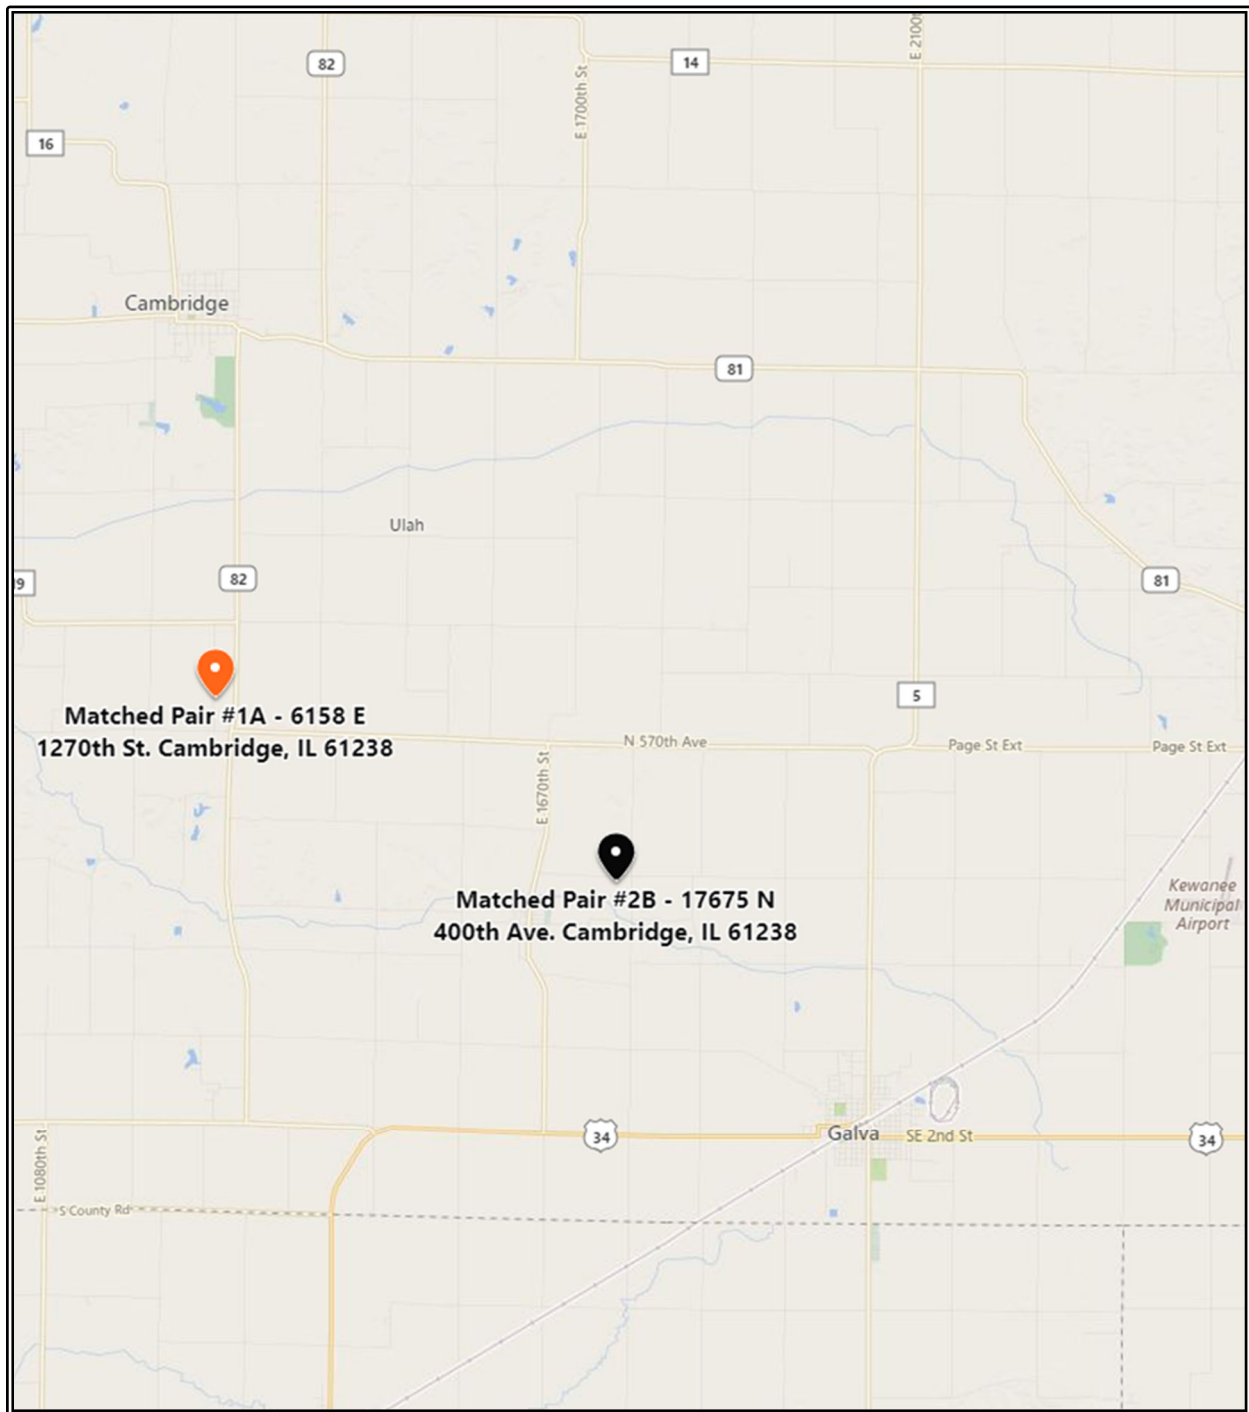 82
14
E 2100t
E 1700th St
16
Cambridge
81
Ulah
82
81
5
Matched Pair #1A - 6158 E
1270th St. Cambridge, IL 61238
N 570th Ave
Page St Ext
Page St Ext
E 1670th St
Matched Pair #2B - 17675 N
400th Ave. Cambridge, IL 61238
Kewanee
Municipal
Airport
34
Galva
SE 2nd St
34
E 1080th St
S County Rd